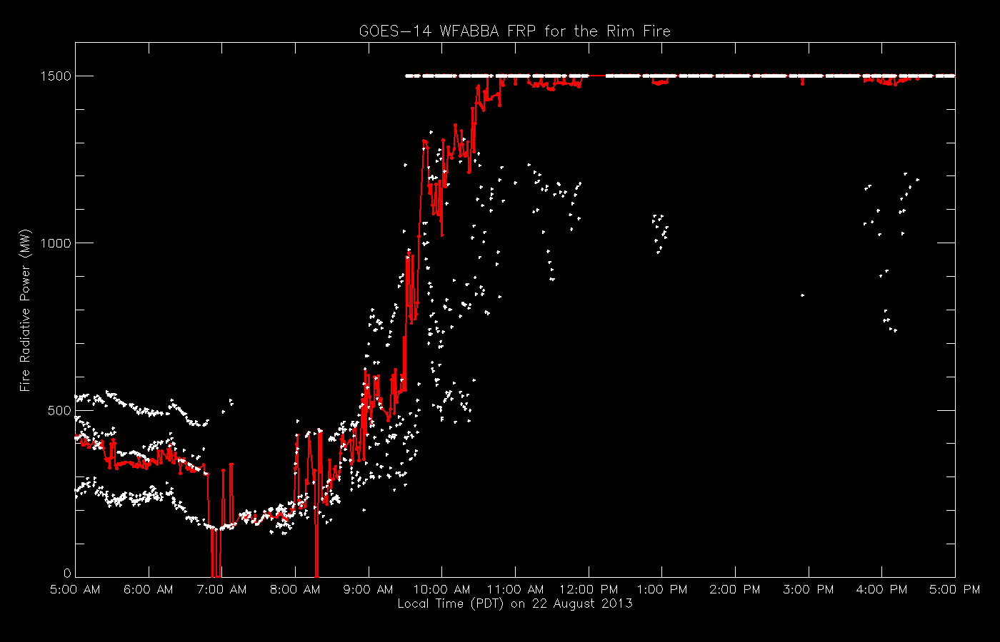 GOES-14 WFABBA FRP for the Rim Fire
Fire Radiative Power (MW)
1500
1000
500
0
5:00 AM 6:00 AM 7:00 AM 8:00 AM 9:00 AM 10:00 AM 11:00 AM 12:00 PM 1:00 PM 2:00 PM 3:00 PM 4:00 PM 5:00 PM
Local Time (PDT) on 22 August 2013